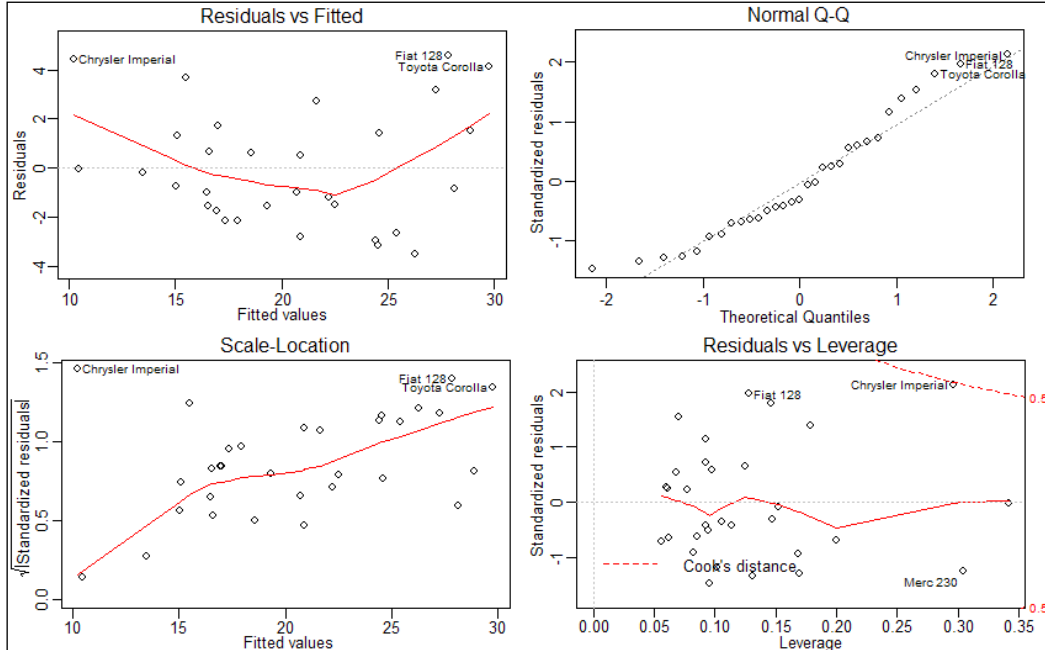 Residuals vs Fitted
Residuals
4
2
0
-2
-4
Chrysler Imperial
Fiat 128
Toyota Corolla
10
15
20
25
30
Fitted values
Normal Q-Q
Standardized residuals
2
1
0
-1
Chrysler Imperial
Fiat 128
Toyota Corolla
-2
-1
0
1
2
Theoretical Quantiles
Scale-Location
√|Standardized residuals|
1.5
1.0
0.5
0.0
Chrysler Imperial
Fiat 128
Toyota Corolla
10
15
20
25
30
Fitted values
Residuals vs Leverage
Standardized residuals
2
1
0
-1
Fiat 128
Chrysler Imperial
0.5
Cook's distance
Merc 230
0.5
0.00
0.05
0.10
0.15
0.20
0.25
0.30
0.35
Leverage